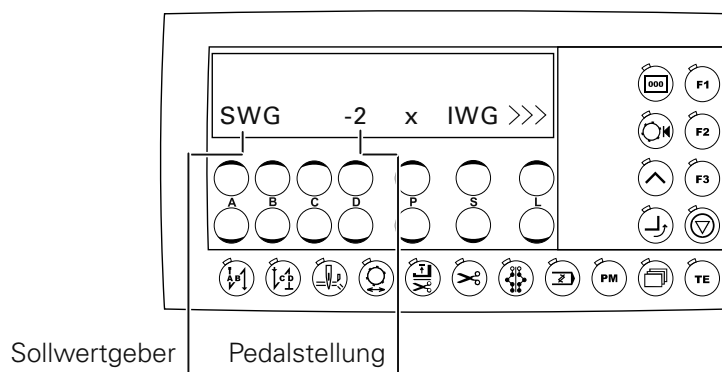 SWG -2 x IWG >>>
000 F1
F2
F3
A B C D P S L
A B C D PM TE
Sollwertgeber Pedalstellung